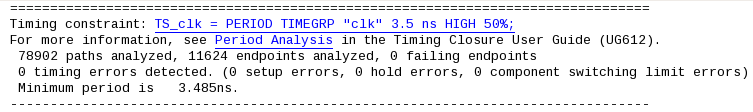 ================================================================================
Timing constraint: TS_clk = PERIOD TIMEGRP "clk" 3.5 ns HIGH 50%;
For more information, see Period Analysis in the Timing Closure User Guide (UG612).
78902 paths analyzed, 11624 endpoints analyzed, 0 failing endpoints
0 timing errors detected. (0 setup errors, 0 hold errors, 0 component switching limit errors)
Minimum period is   3.485ns.
--------------------------------------------------------------------------------